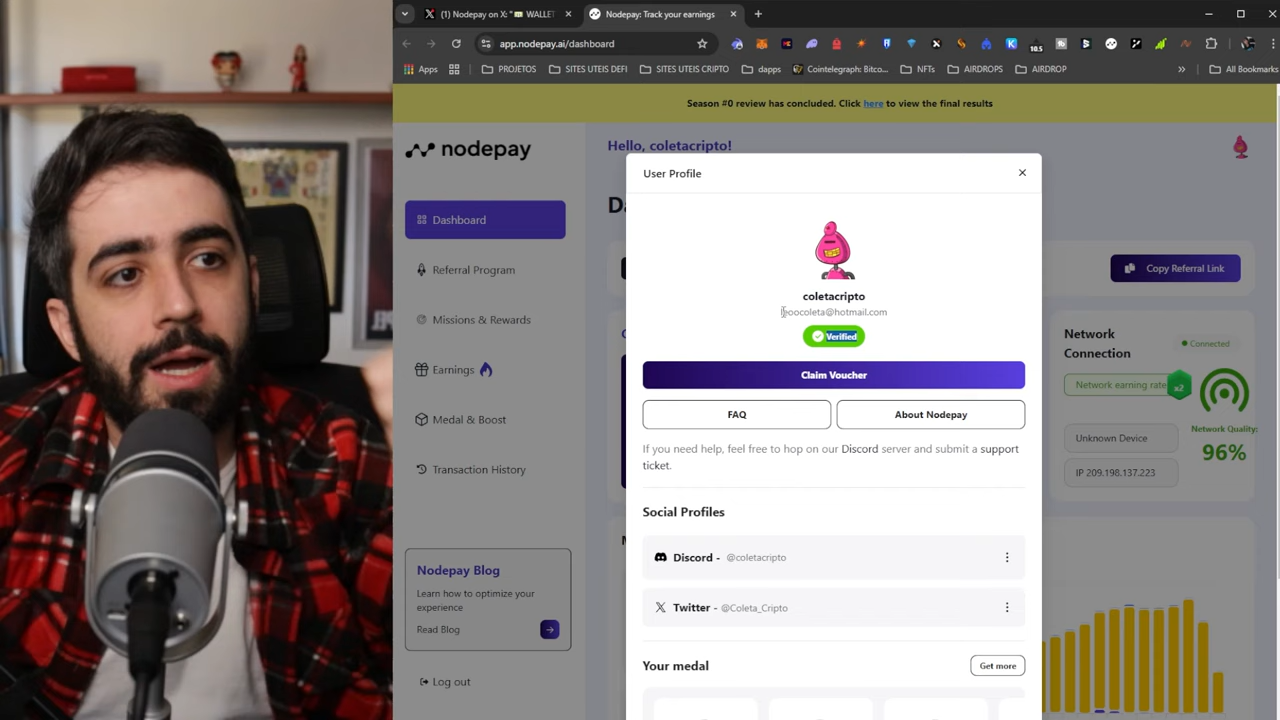 (1) Nodepay on X: "🎟 WALLET
Nodepay: Track your earnings
app.nodepay.ai/dashboard
10.5
Apps
PROJETOS
SITES UTEIS DEFI
SITES UTEIS CRIPTO
dapps
Cointelegraph: Bitco...
NFTs
AIRDROPS
AIRDROP
All Bookmarks
Season #0 review has concluded. Click here to view the final results
nodepay
Hello, coletacripto!
Dashboard
Referral Program
Missions & Rewards
Earnings
Medal & Boost
Transaction History
Nodepay Blog
Learn how to optimize your
experience
Read Blog
Log out
User Profile
coletacripto
oocoleta@hotmail.com
Verified
Claim Voucher
FAQ
About Nodepay
If you need help, feel free to hop on our Discord server and submit a support
ticket.
Social Profiles
Discord - @coletacripto
Twitter - @Coleta_Cripto
Your medal
Get more
Copy Referral Link
Network
Connection
Connected
Network earning rate
x2
Unknown Device
IP 209.198.137.223
Network Quality:
96%